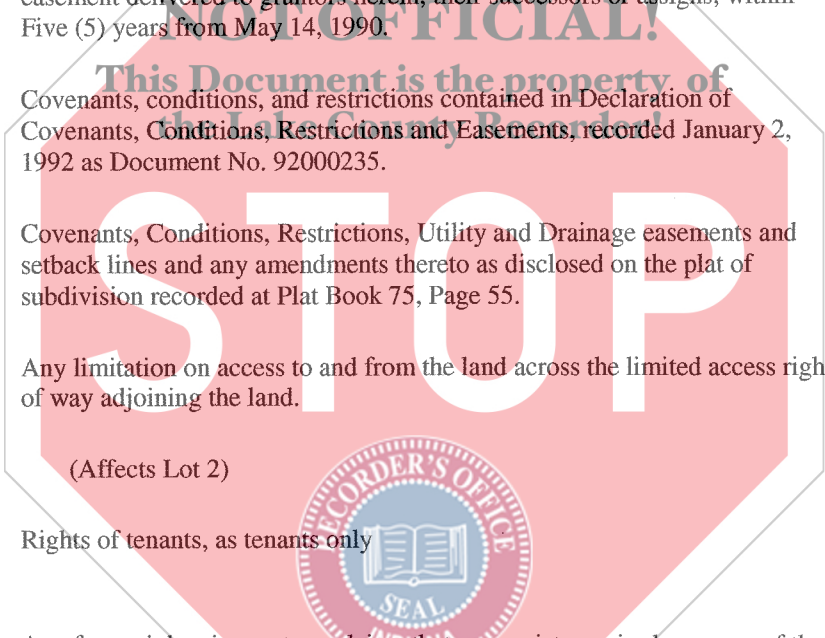 easement delivered to grantors herein, their successors or assigns, within
NOT OFFICIAL!
Five (5) years from May 14, 1990.
This Document is the property of
the Lake County Recorder!
Covenants, conditions, and restrictions contained in Declaration of
Covenants, Conditions, Restrictions and Easements, recorded January 2,
1992 as Document No. 92000235.
STOP
Covenants, Conditions, Restrictions, Utility and Drainage easements and
setback lines and any amendments thereto as disclosed on the plat of
subdivision recorded at Plat Book 75, Page 55.
Any limitation on access to and from the land across the limited access righ
of way adjoining the land.
(Affects Lot 2)
RECORDER'S OFFICE
SEAL
Rights of tenants, as tenants only